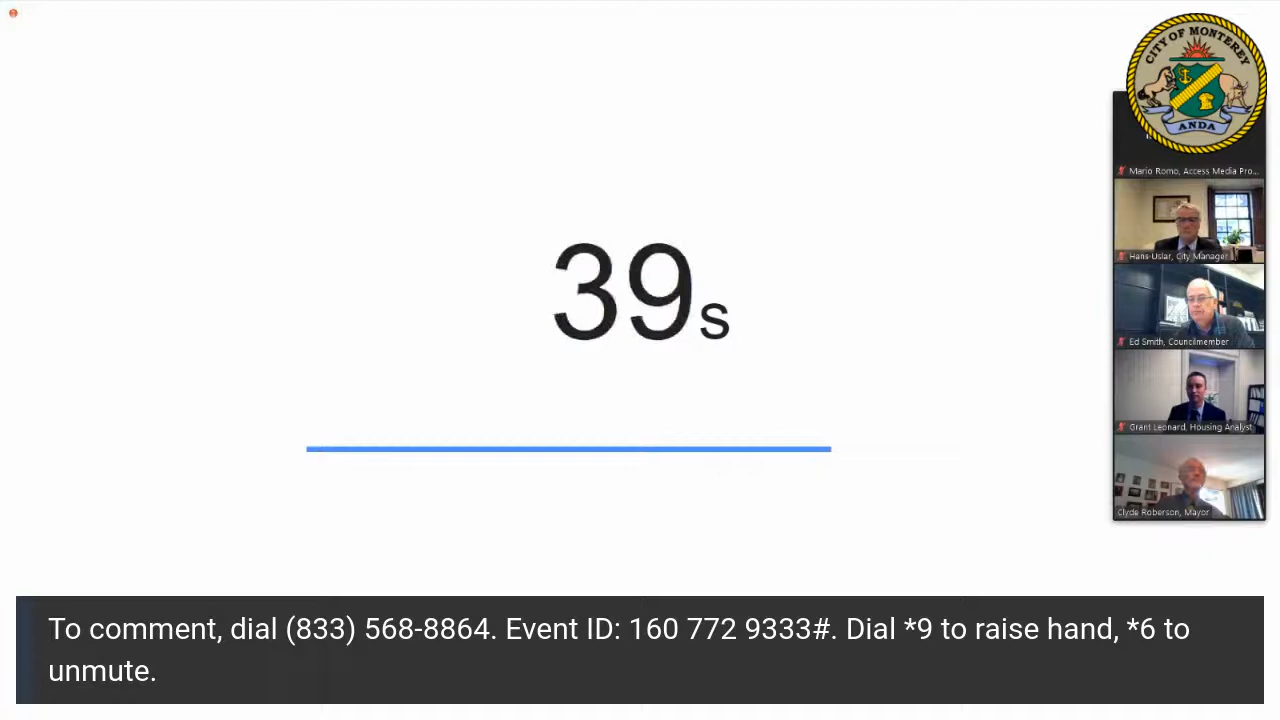 CITY OF MONTEREY
ANDA
Mario Romo, Access Media Pro...
Hans Uslar, City Manager
39s
Ed Smith, Councilmember
Grant Leonard, Housing Analyst
Clyde Roberson, Mayor
To comment, dial (833) 568-8864. Event ID: 160 772 9333#. Dial *9 to raise hand, *6 to
unmute.